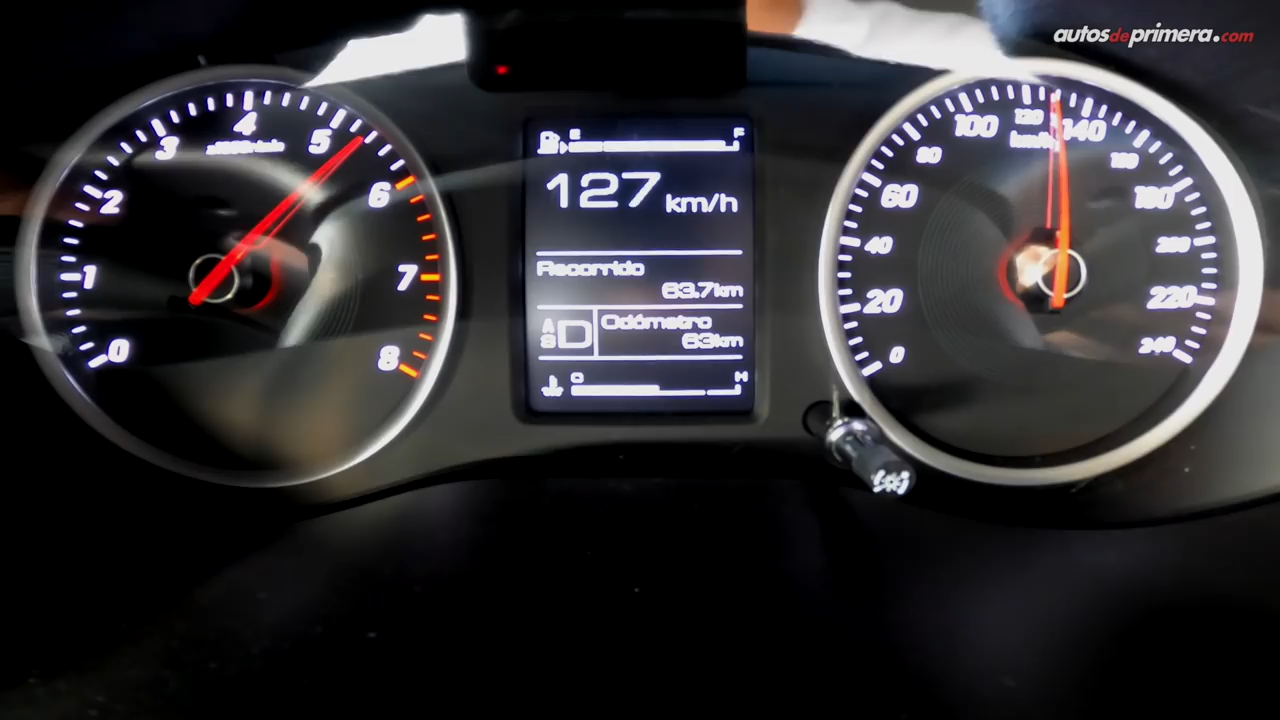 autosdeprimera.com
0
1
2
3
4
5
6
7
8
E F
127 km/h
Recorrido
63.7km
A
S
D
Odómetro
63km
C H
0
20
40
60
80
100
120
140
160
180
200
220
240
km/h